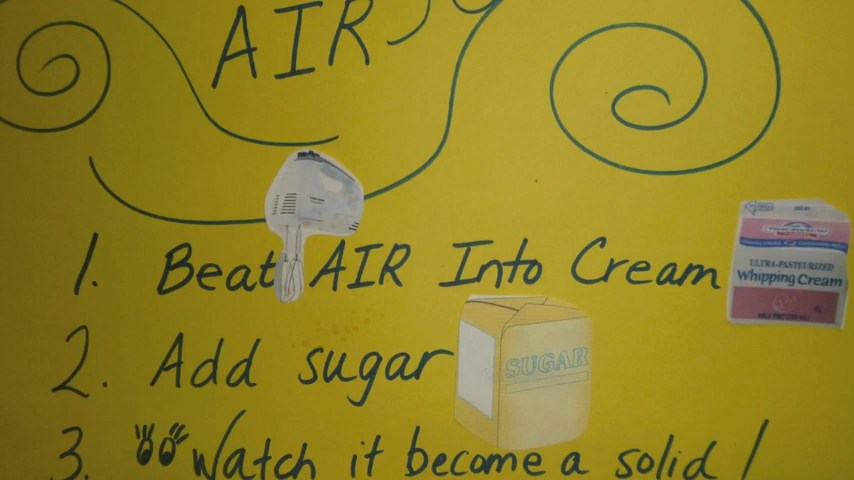 AIR
1. Beat AIR Into Cream
ULTRA-PASTEURIZED
Whipping Cream
2. Add sugar
SUGAR
3. Watch it become a solid!